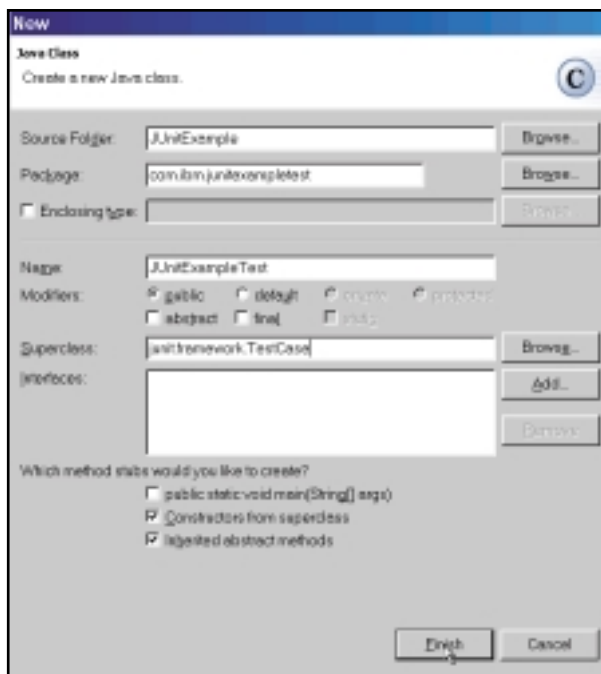 New
Java Class
Create a new Java class.
C
Source Folder: JUnitExample Browse...
Package: com.ibm.junitexampletest Browse...
Enclosing type: Browse...
Name: JUnitExampleTest
Modifiers: public default private protected
abstract final static
Superclass: junit.framework.TestCase Browse...
Interfaces: Add...
Remove
Which method stubs would you like to create?
public static void main(String[] args)
Constructors from superclass
Inherited abstract methods
Finish Cancel